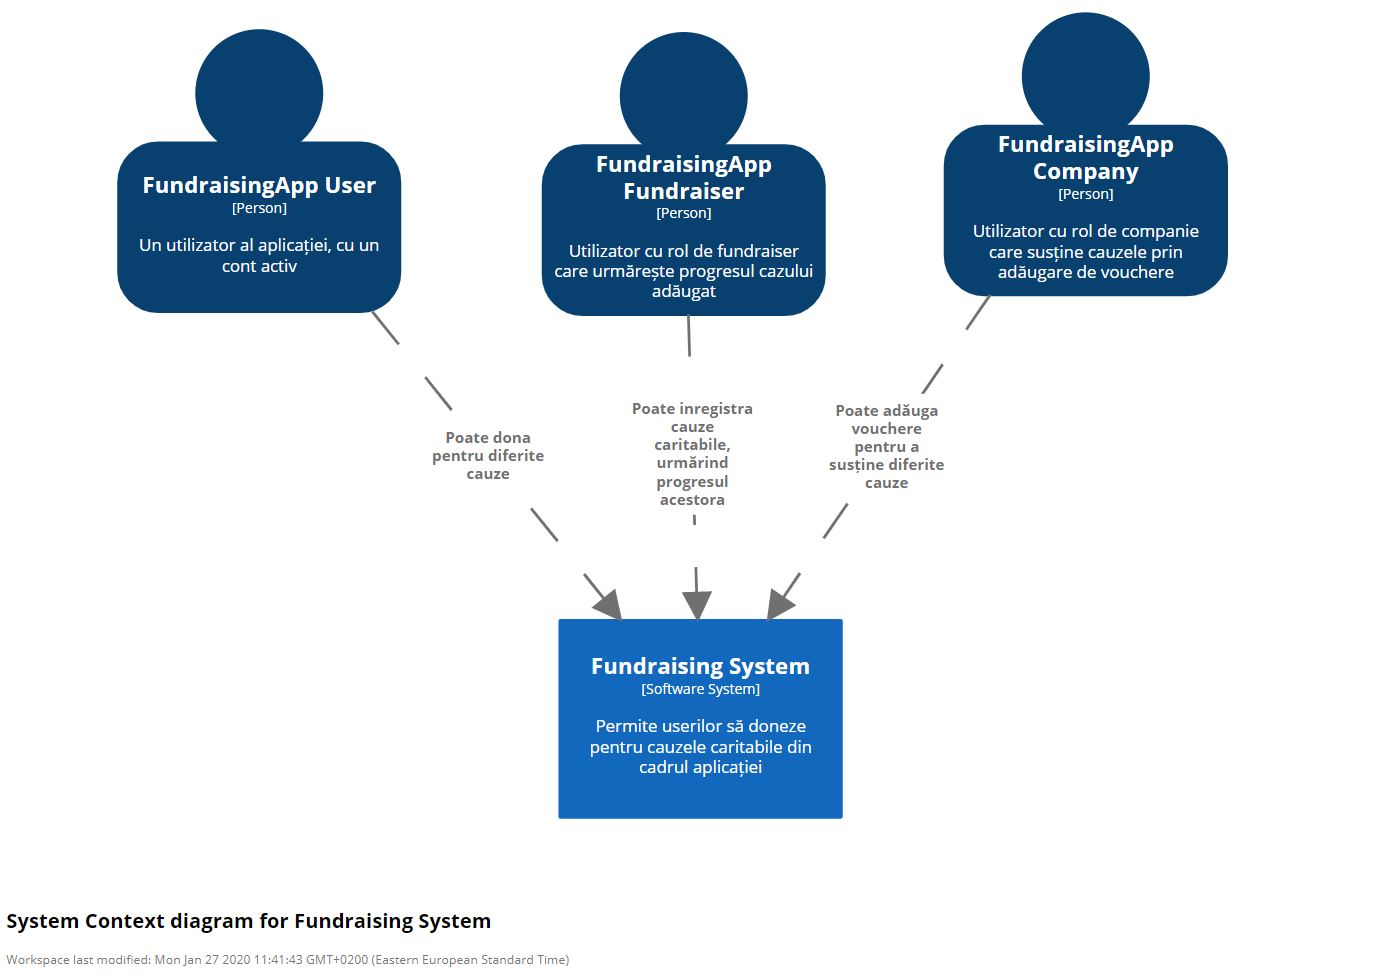 FundraisingApp User
[Person]
Un utilizator al aplicației, cu un
cont activ
FundraisingApp
Fundraiser
[Person]
Utilizator cu rol de fundraiser
care urmărește progresul cazului
adăugat
FundraisingApp
Company
[Person]
Utilizator cu rol de companie
care susține cauzele prin
adăugare de vouchere
Poate dona
pentru diferite
cauze
Poate inregistra
cauze
caritabile,
urmărind
progresul
acestora
Poate adăuga
vouchere
pentru a
susține diferite
cauze
Fundraising System
[Software System]
Permite userilor să doneze
pentru cauzele caritabile din
cadrul aplicației
System Context diagram for Fundraising System
Workspace last modified: Mon Jan 27 2020 11:41:43 GMT+0200 (Eastern European Standard Time)